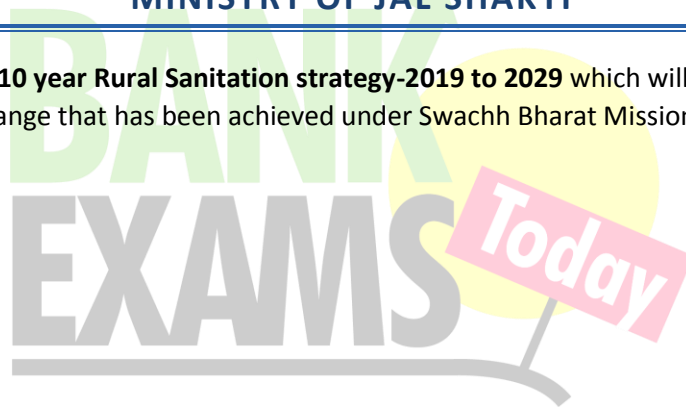 MINISTRY OF JAL SHAKTI
10 year Rural Sanitation strategy-2019 to 2029 which will
ange that has been achieved under Swachh Bharat Mission
BANK
EXAMS
Today